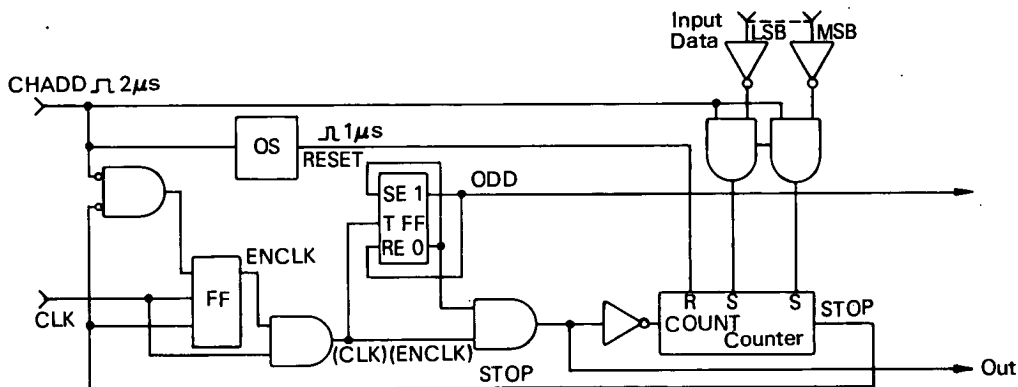 Input
Data
LSB
MSB
CHADD 2µs
OS
1µs
RESET
SE 1
ODD
T FF
RE 0
ENCLK
FF
CLK
(CLK)(ENCLK)
R S S
COUNT
Counter
STOP
STOP
Out